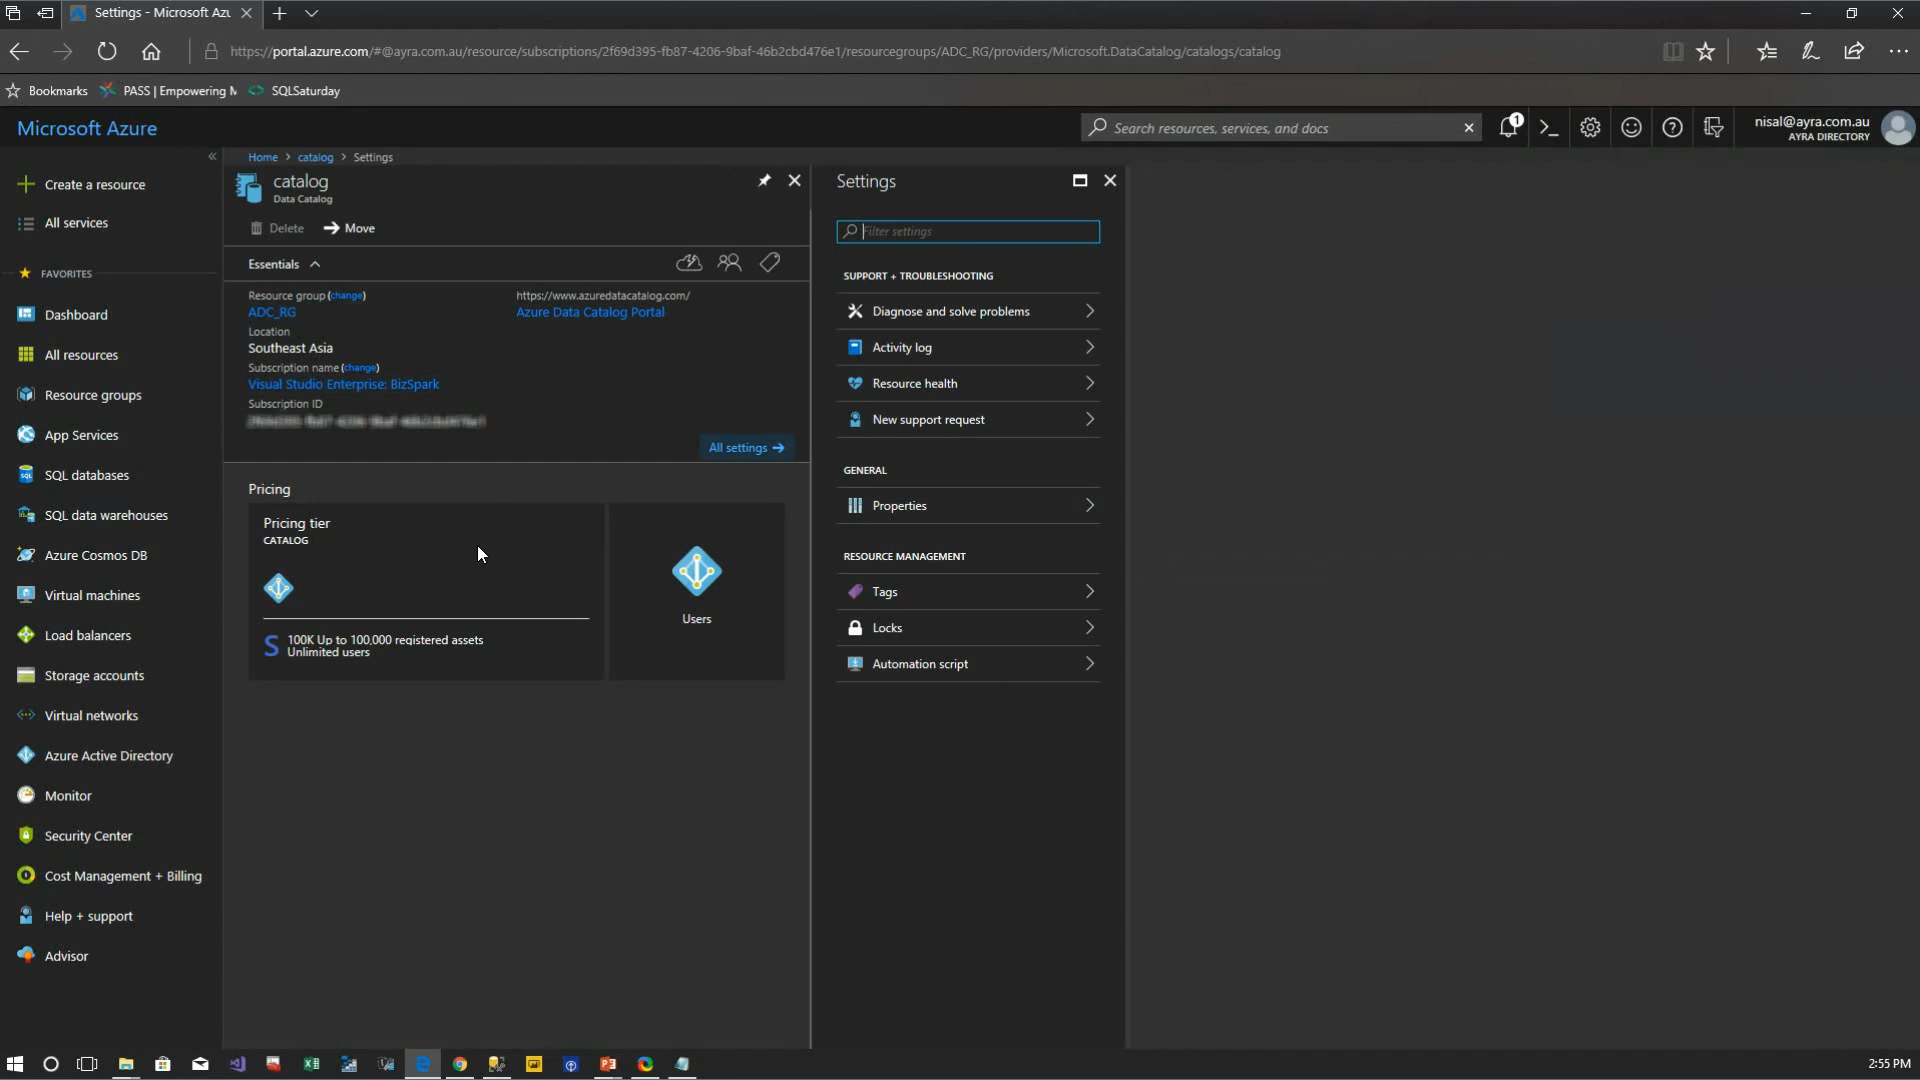 Settings - Microsoft Azu
https://portal.azure.com/#@ayra.com.au/resource/subscriptions/2f69d395-fb87-4206-9baf-46b2cbd476e1/resourcegroups/ADC_RG/providers/Microsoft.DataCatalog/catalogs/catalog
Bookmarks PASS | Empowering M SQLSaturday
Microsoft Azure
Search resources, services, and docs
1
nisal@ayra.com.au
AYRA DIRECTORY
Create a resource
All services
FAVORITES
Dashboard
All resources
Resource groups
App Services
SQL databases
SQL data warehouses
Azure Cosmos DB
Virtual machines
Load balancers
Storage accounts
Virtual networks
Azure Active Directory
Monitor
Security Center
Cost Management + Billing
Help + support
Advisor
Home > catalog > Settings
catalog
Data Catalog
Delete Move
Essentials
Resource group (change)
ADC_RG
Location
Southeast Asia
Subscription name (change)
Visual Studio Enterprise: BizSpark
Subscription ID
https://www.azuredatacatalog.com/
Azure Data Catalog Portal
All settings
Pricing
Pricing tier
CATALOG
S 100K Up to 100,000 registered assets
Unlimited users
Users
Settings
Filter settings
SUPPORT + TROUBLESHOOTING
Diagnose and solve problems
Activity log
Resource health
New support request
GENERAL
Properties
RESOURCE MANAGEMENT
Tags
Locks
Automation script
2:55 PM